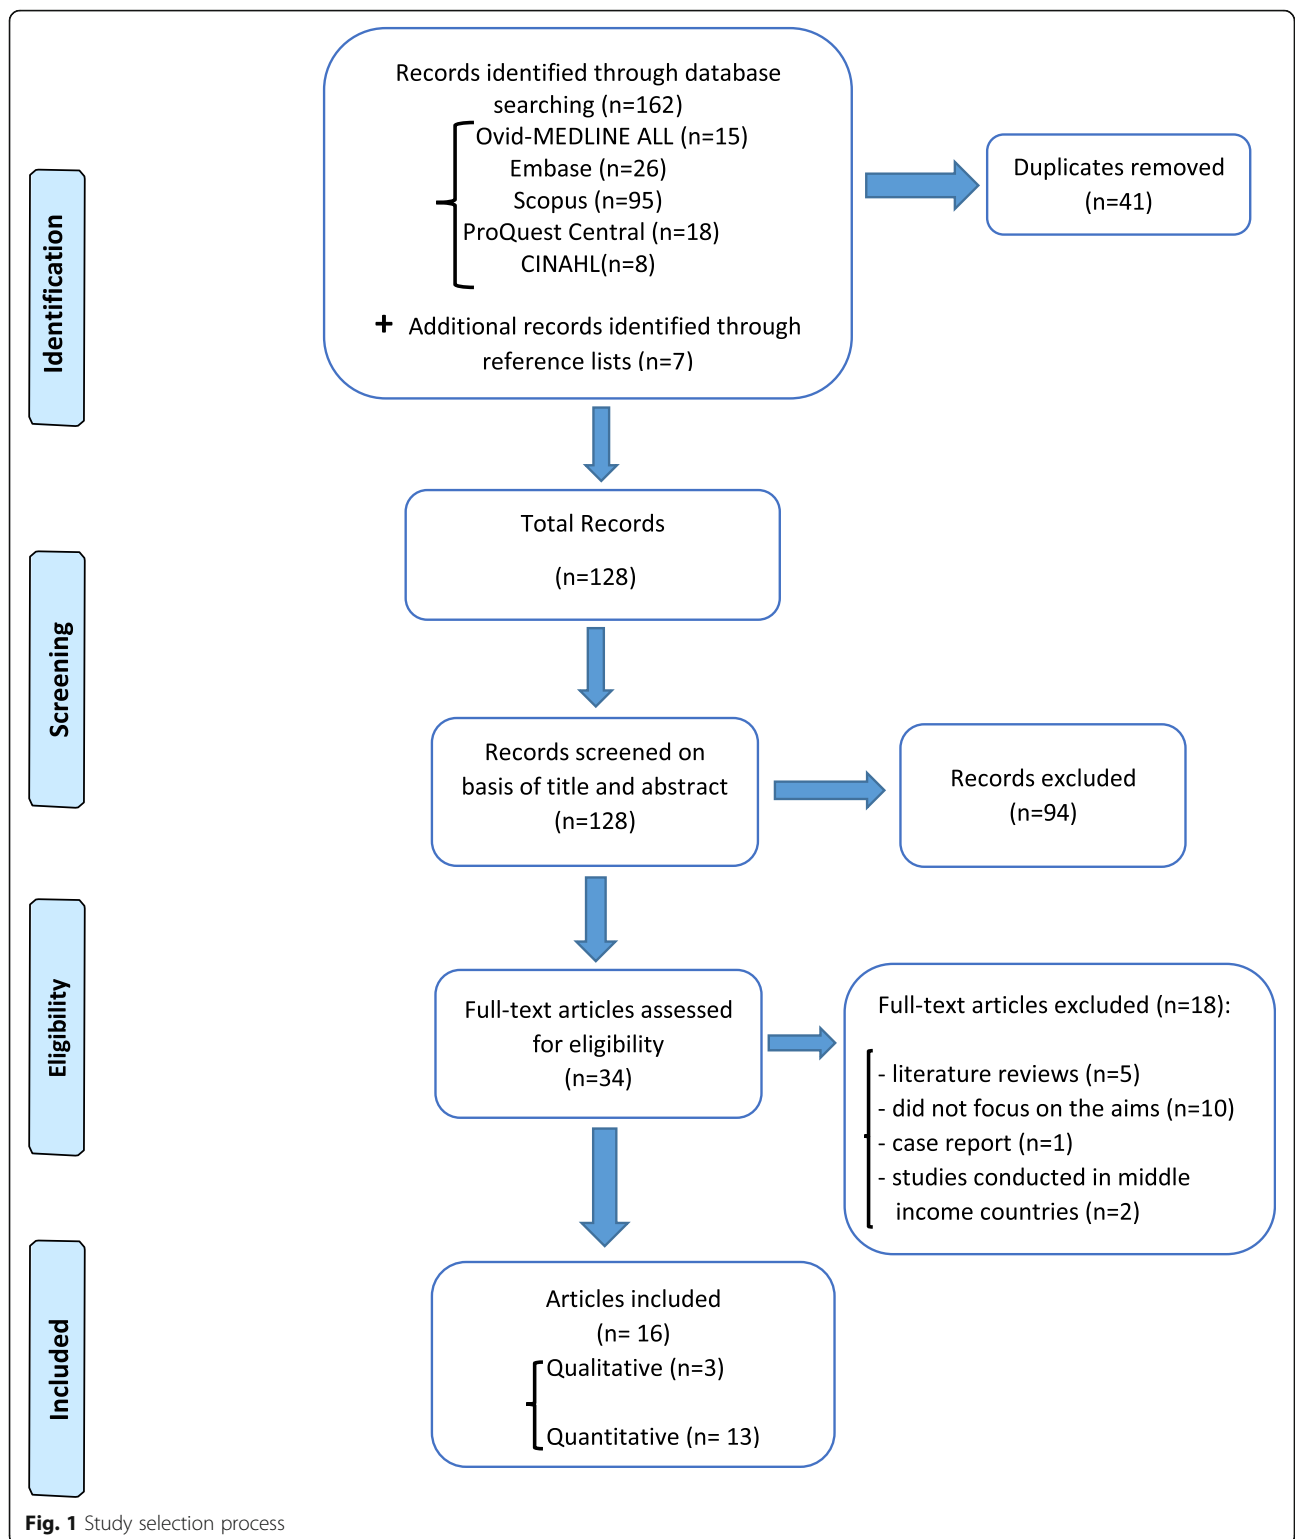 Identification
Records identified through database
searching (n=162)
Ovid-MEDLINE ALL (n=15)
Embase (n=26)
Scopus (n=95)
ProQuest Central (n=18)
CINAHL(n=8)
+ Additional records identified through
reference lists (n=7)
Duplicates removed
(n=41)
Screening
Total Records
(n=128)
Records screened on
basis of title and abstract
(n=128)
Records excluded
(n=94)
Eligibility
Full-text articles assessed
for eligibility
(n=34)
Full-text articles excluded (n=18):
- literature reviews (n=5)
- did not focus on the aims (n=10)
- case report (n=1)
- studies conducted in middle
income countries (n=2)
Included
Articles included
(n= 16)
Qualitative (n=3)
Quantitative (n= 13)
Fig. 1 Study selection process